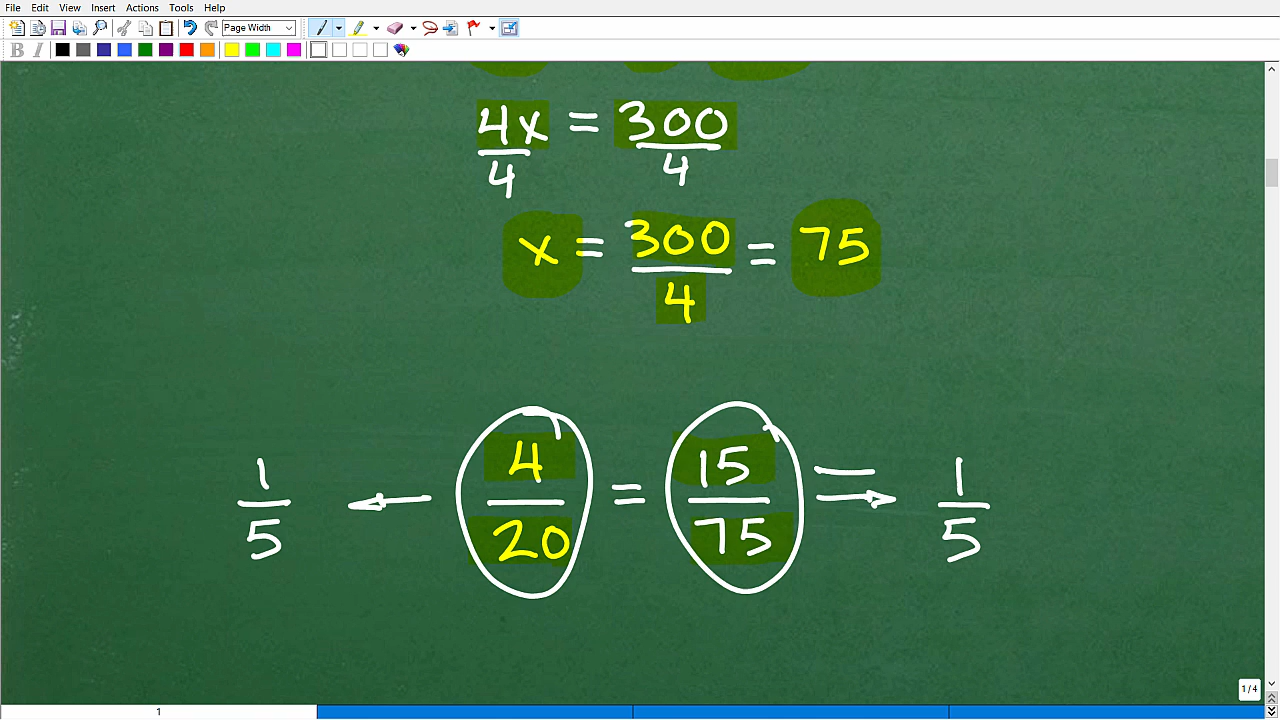 File Edit View Insert Actions Tools Help
Page Width
B I
4x = 300
4 4
x = 300 = 75
4
1 4 = 15 1
5 20 75 5
1/4
1